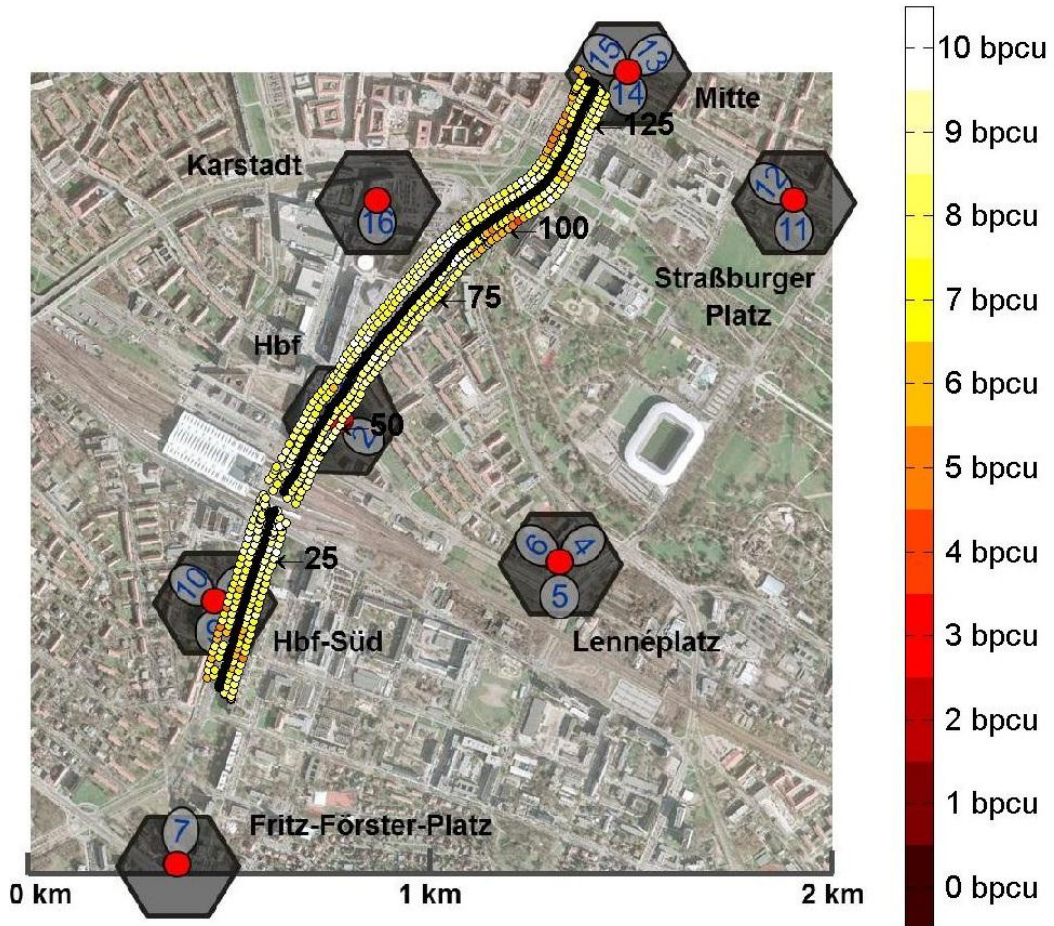 10 bpcu
15
13
14
Mitte
125
9 bpcu
Karstadt
16
12
11
100
8 bpcu
Straßburger
Platz
75
7 bpcu
Hbf
6 bpcu
50
2
5 bpcu
25
6
4
5
4 bpcu
10
9
Hbf-Süd
Lennéplatz
3 bpcu
2 bpcu
7
Fritz-Förster-Platz
1 bpcu
0 km
1 km
2 km
0 bpcu